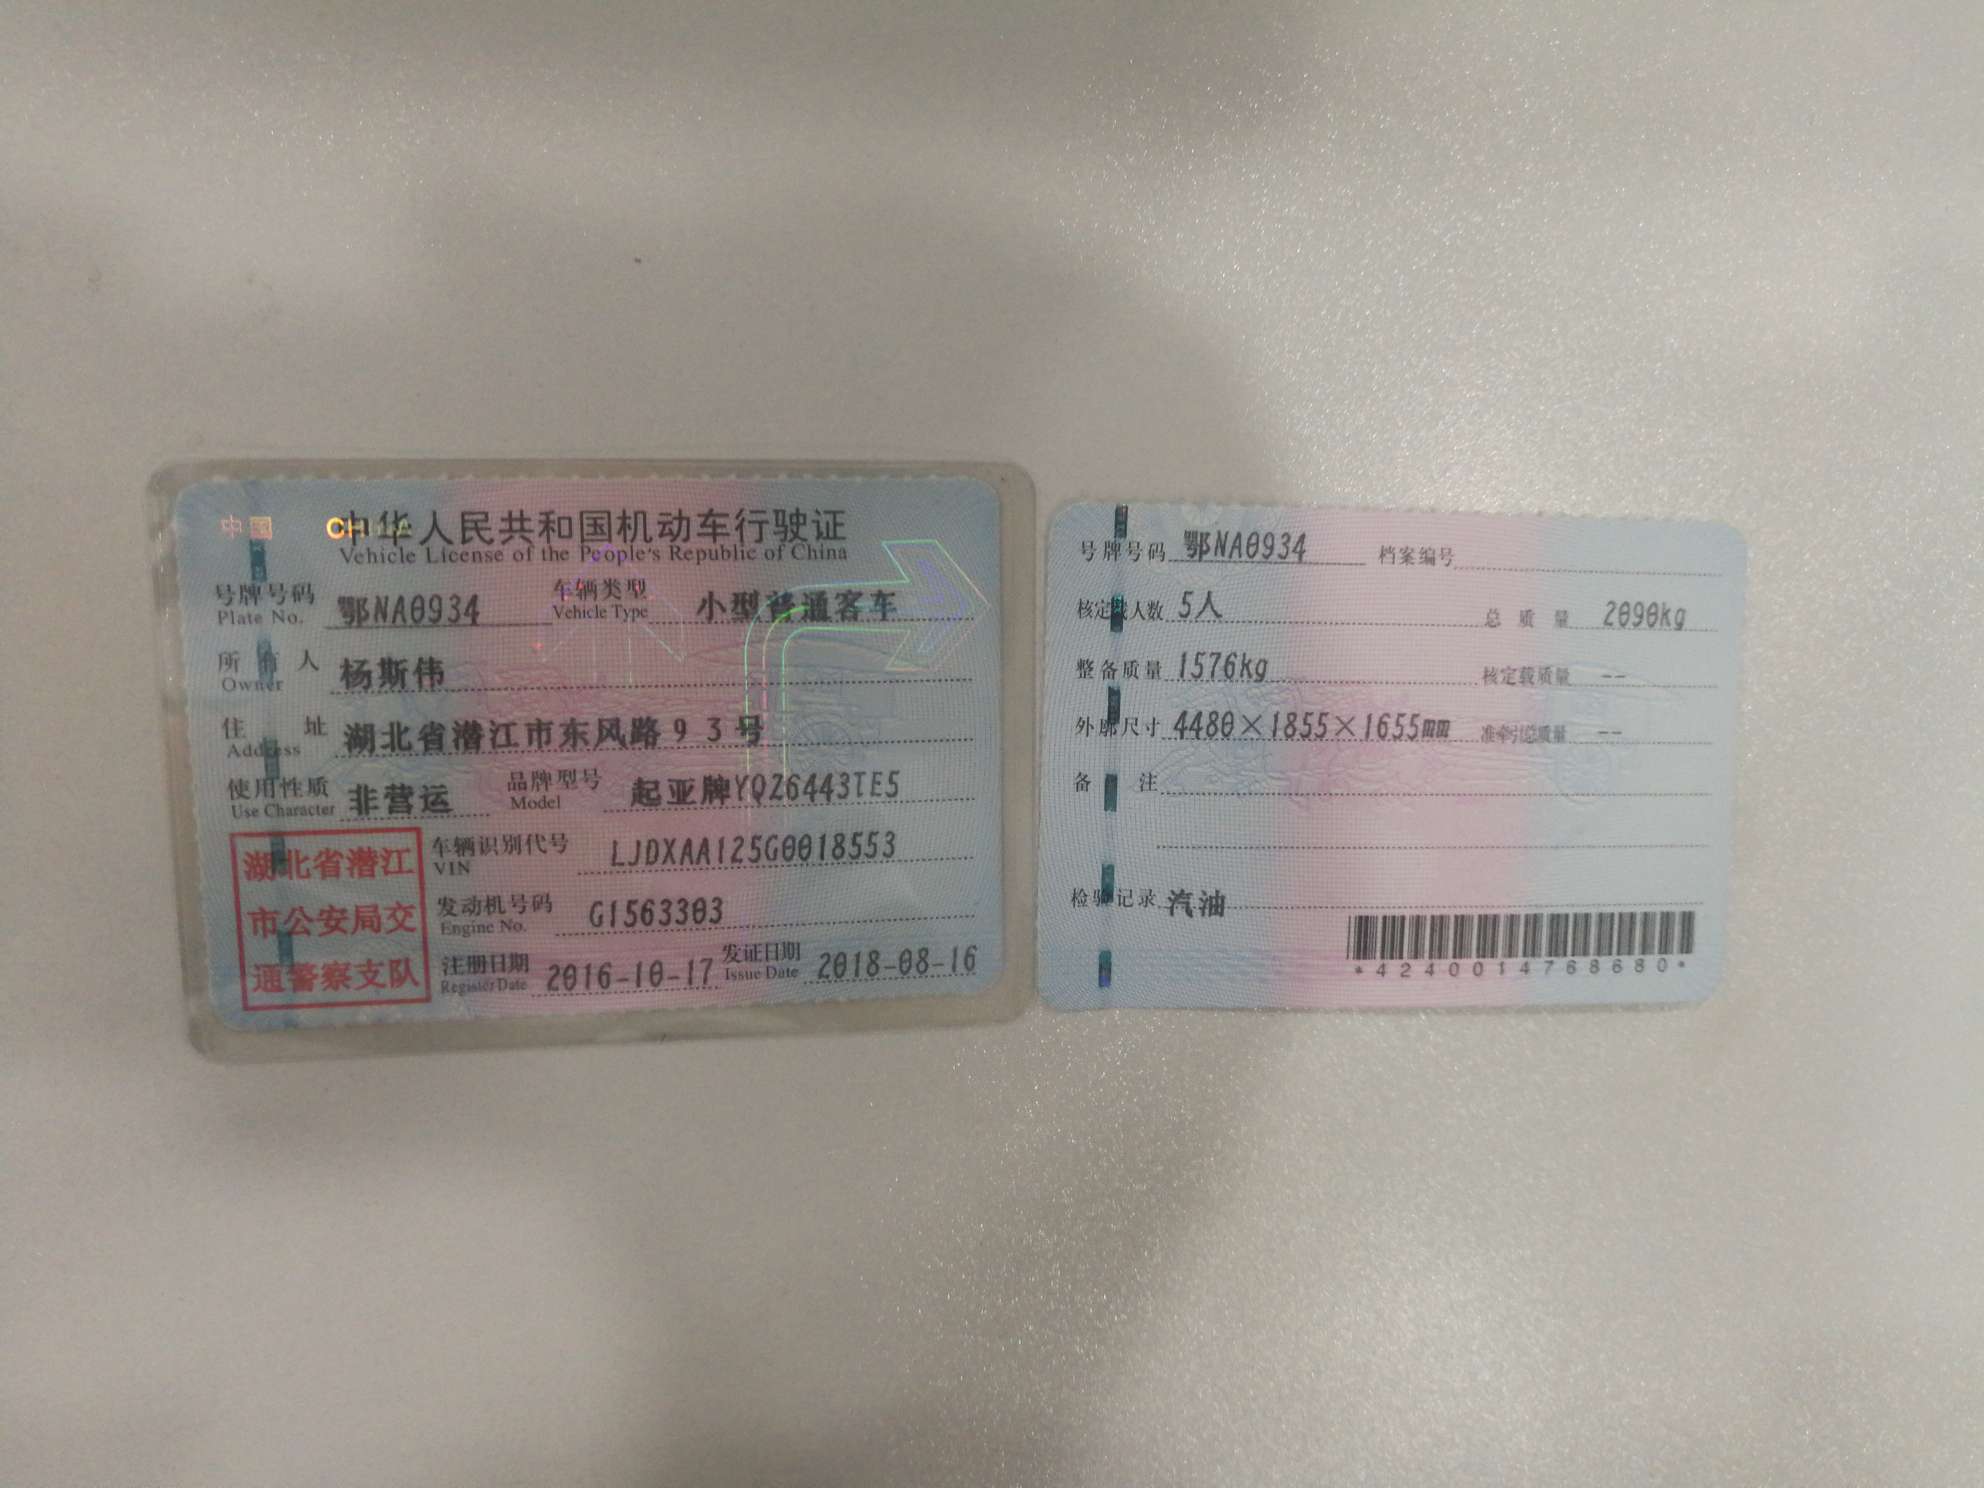 中国 CHINA
中华人民共和国机动车行驶证
Vehicle License of the People's Republic of China
号牌号码 鄂NA0934 车辆类型 小型普通客车
Plate No. Vehicle Type
所有人 杨斯伟
Owner
住址 湖北省潜江市东风路93号
Address
使用性质 非营运 品牌型号 起亚牌YQZ6443TE5
Use Character Model
湖北省潜江
市公安局交
通警察支队
车辆识别代号 LJDXAA125G0018553
VIN
发动机号码 G1563303
Engine No.
注册日期 2016-10-17 发证日期 2018-08-16
Register Date Issue Date
号牌号码 鄂NA0934 档案编号
核定载人数 5人 总质量 2090kg
整备质量 1576kg 核定载质量 --
外廓尺寸 4480×1855×1655mm 准牵引总质量 --
备注
检验记录 汽油
*4240014768680*